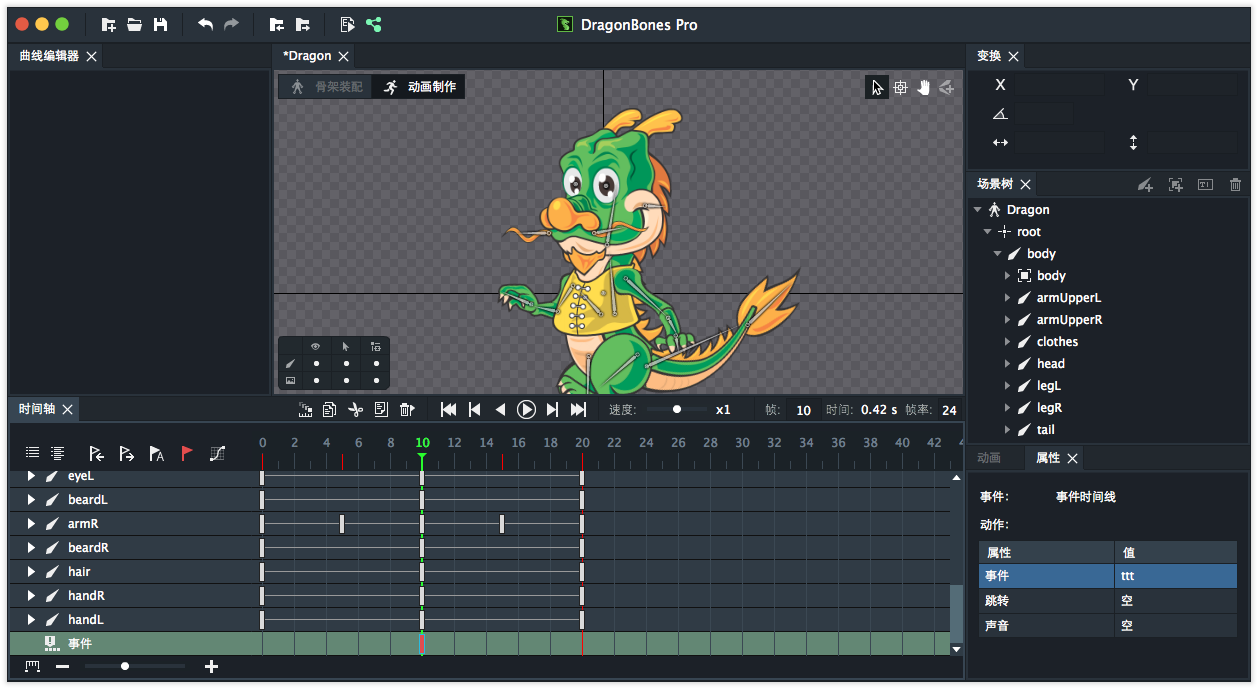 DragonBones Pro
曲线编辑器
*Dragon
变换
骨架装配 动画制作
X Y
场景树
Dragon
root
body
body
armUpperL
armUpperR
clothes
head
legL
legR
tail
时间轴
速度: x1 帧: 10 时间: 0.42 s 帧率: 24
0 2 4 6 8 10 12 14 16 18 20 22 24 26 28 30 32 34 36 38 40 42
eyeL
beardL
armR
beardR
hair
handR
handL
事件
动画 属性
事件: 事件时间线
动作:
属性 值
事件 ttt
跳转 空
声音 空